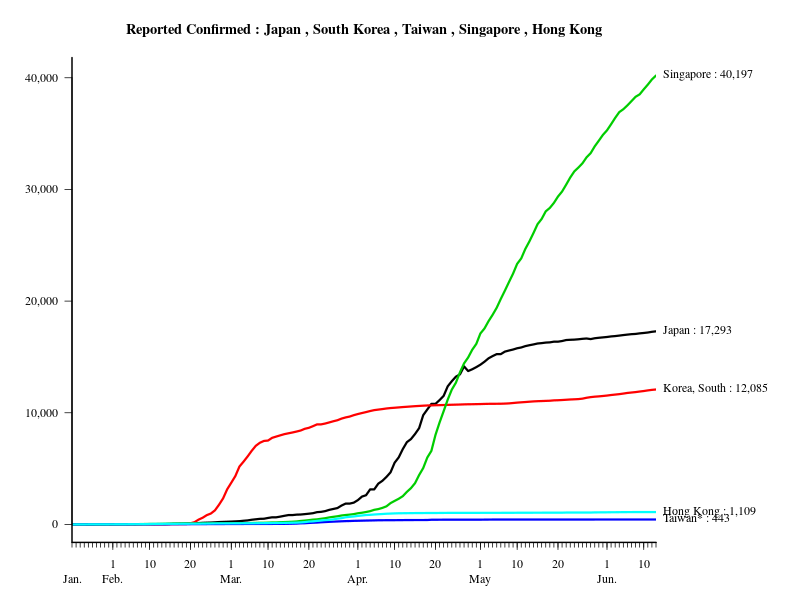 Reported Confirmed : Japan , South Korea , Taiwan , Singapore , Hong Kong
40,000
30,000
20,000
10,000
0
Singapore : 40,197
Japan : 17,293
Korea, South : 12,085
Hong Kong : 1,109
Taiwan* : 443
1 10 20 1 10 20 1 10 20 1 10 20 1 10
Jan. Feb. Mar. Apr. May Jun.